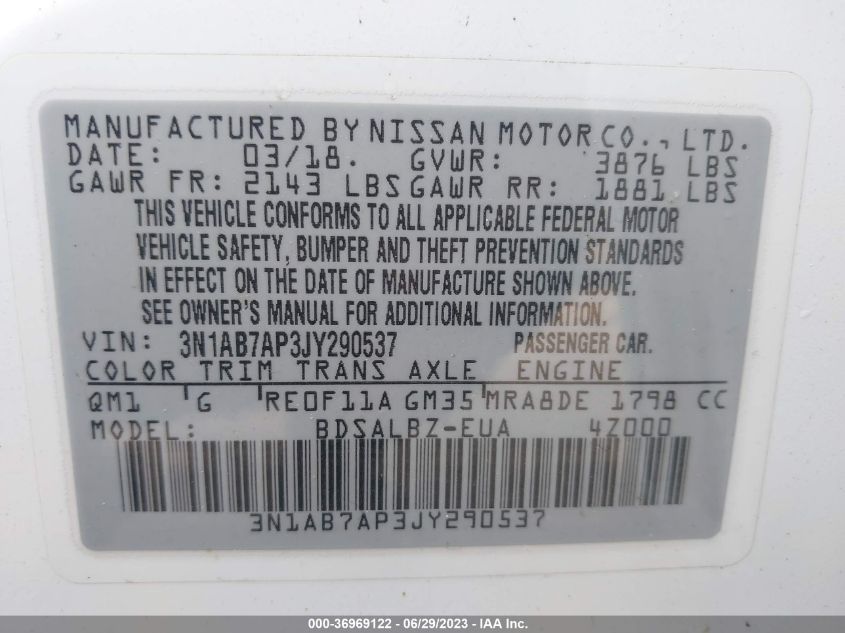 MANUFACTURED BY NISSAN MOTOR CO., LTD.
DATE: 03/18. GVWR: 3876 LBS
GAWR FR: 2143 LBS GAWR RR: 1881 LBS
THIS VEHICLE CONFORMS TO ALL APPLICABLE FEDERAL MOTOR
VEHICLE SAFETY, BUMPER AND THEFT PREVENTION STANDARDS
IN EFFECT ON THE DATE OF MANUFACTURE SHOWN ABOVE.
SEE OWNER'S MANUAL FOR ADDITIONAL INFORMATION.
VIN: 3N1AB7AP3JY290537 PASSENGER CAR.
COLOR TRIM TRANS AXLE ENGINE
QM1 G RE0F11A GM35 MRA8DE 1798 CC
MODEL: BDSALBZ-EUA 4Z000
3N1AB7AP3JY290537
000-36969122 - 06/29/2023 - IAA Inc.